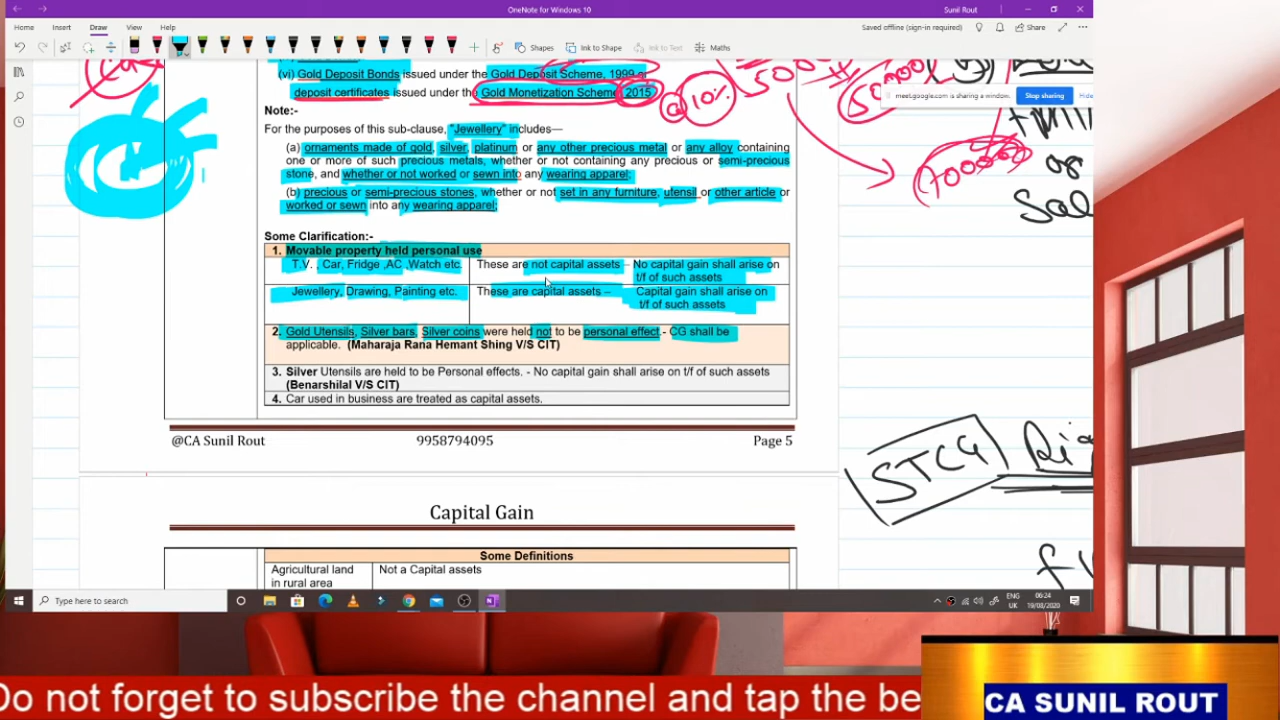 OneNote for Windows 10
Sunil Rout
Home Insert Draw View Help
Saved offline (sign-in required) Share
Shapes Ink to Shape Ink to Text Maths
(vi) Gold Deposit Bonds issued under the Gold Deposit Scheme, 1999 or
deposit certificates issued under the Gold Monetization Scheme 2015
@ 10%
meet.google.com is sharing a window. Stop sharing Hide
Note:-
For the purposes of this sub-clause, "Jewellery" includes—
(a) ornaments made of gold, silver, platinum or any other precious metal or any alloy containing
one or more of such precious metals, whether or not containing any precious or semi-precious
stone, and whether or not worked or sewn into any wearing apparel;
(b) precious or semi-precious stones, whether or not set in any furniture, utensil or other article or
worked or sewn into any wearing apparel;
or
Some Clarification:-
1. Movable property held personal use
T.V. , Car, Fridge ,AC ,Watch etc. These are not capital assets – No capital gain shall arise on
t/f of such assets
Jewellery, Drawing, Painting etc. These are capital assets – Capital gain shall arise on
t/f of such assets
2. Gold Utensils, Silver bars, Silver coins were held not to be personal effect.- CG shall be
applicable. (Maharaja Rana Hemant Shing V/S CIT)
3. Silver Utensils are held to be Personal effects. - No capital gain shall arise on t/f of such assets
(Benarshilal V/S CIT)
4. Car used in business are treated as capital assets.
@CA Sunil Rout 9958794095 Page 5
STCG
Capital Gain
Some Definitions
Agricultural land Not a Capital assets
in rural area
Type here to search
ENG 06:24
UK 19/08/2020
Do not forget to subscribe the channel and tap the be
CA SUNIL ROUT